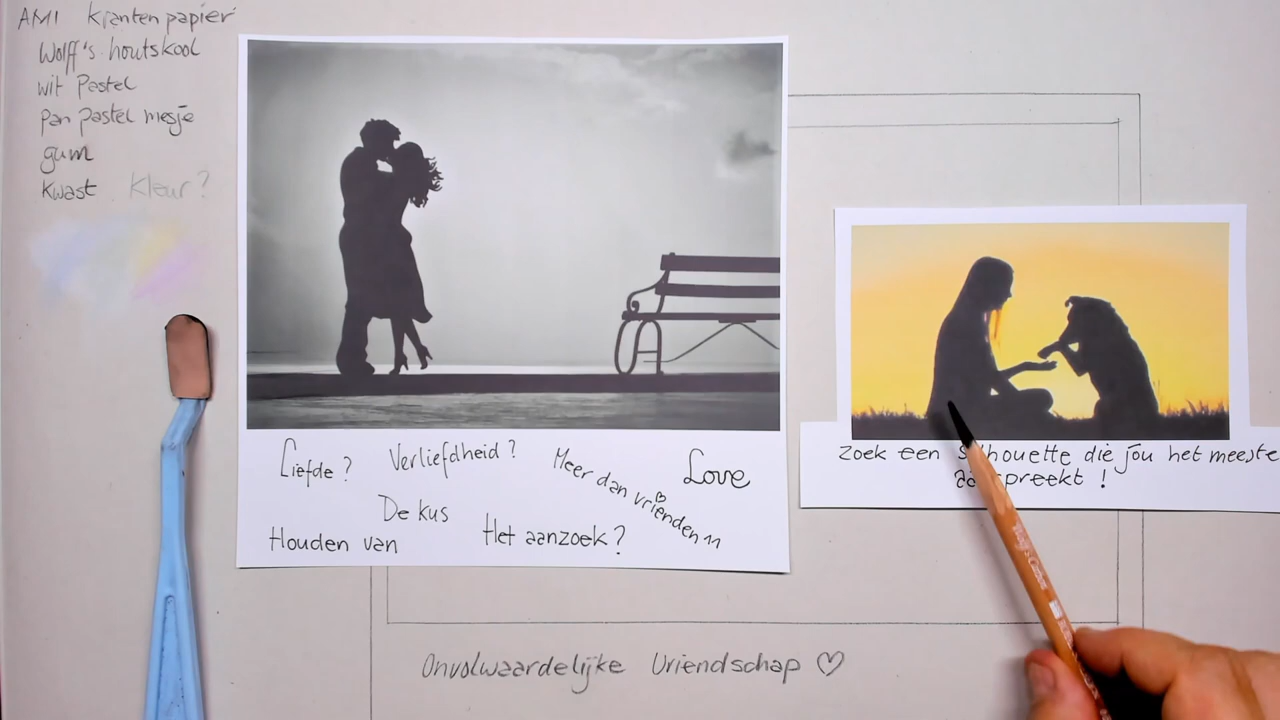 AMI krantenpapier
Wolff's houtskool
wit Pastel
pan pastel mesje
gum
kwast Kleur?
Liefde?
Verliefdheid?
Meer dan vrienden
Love
De kus
Houden van
Het aanzoek?
Zoek een silhouette die jou het meeste
aanspreekt !
Onvolwaardelijke Vriendschap ♡